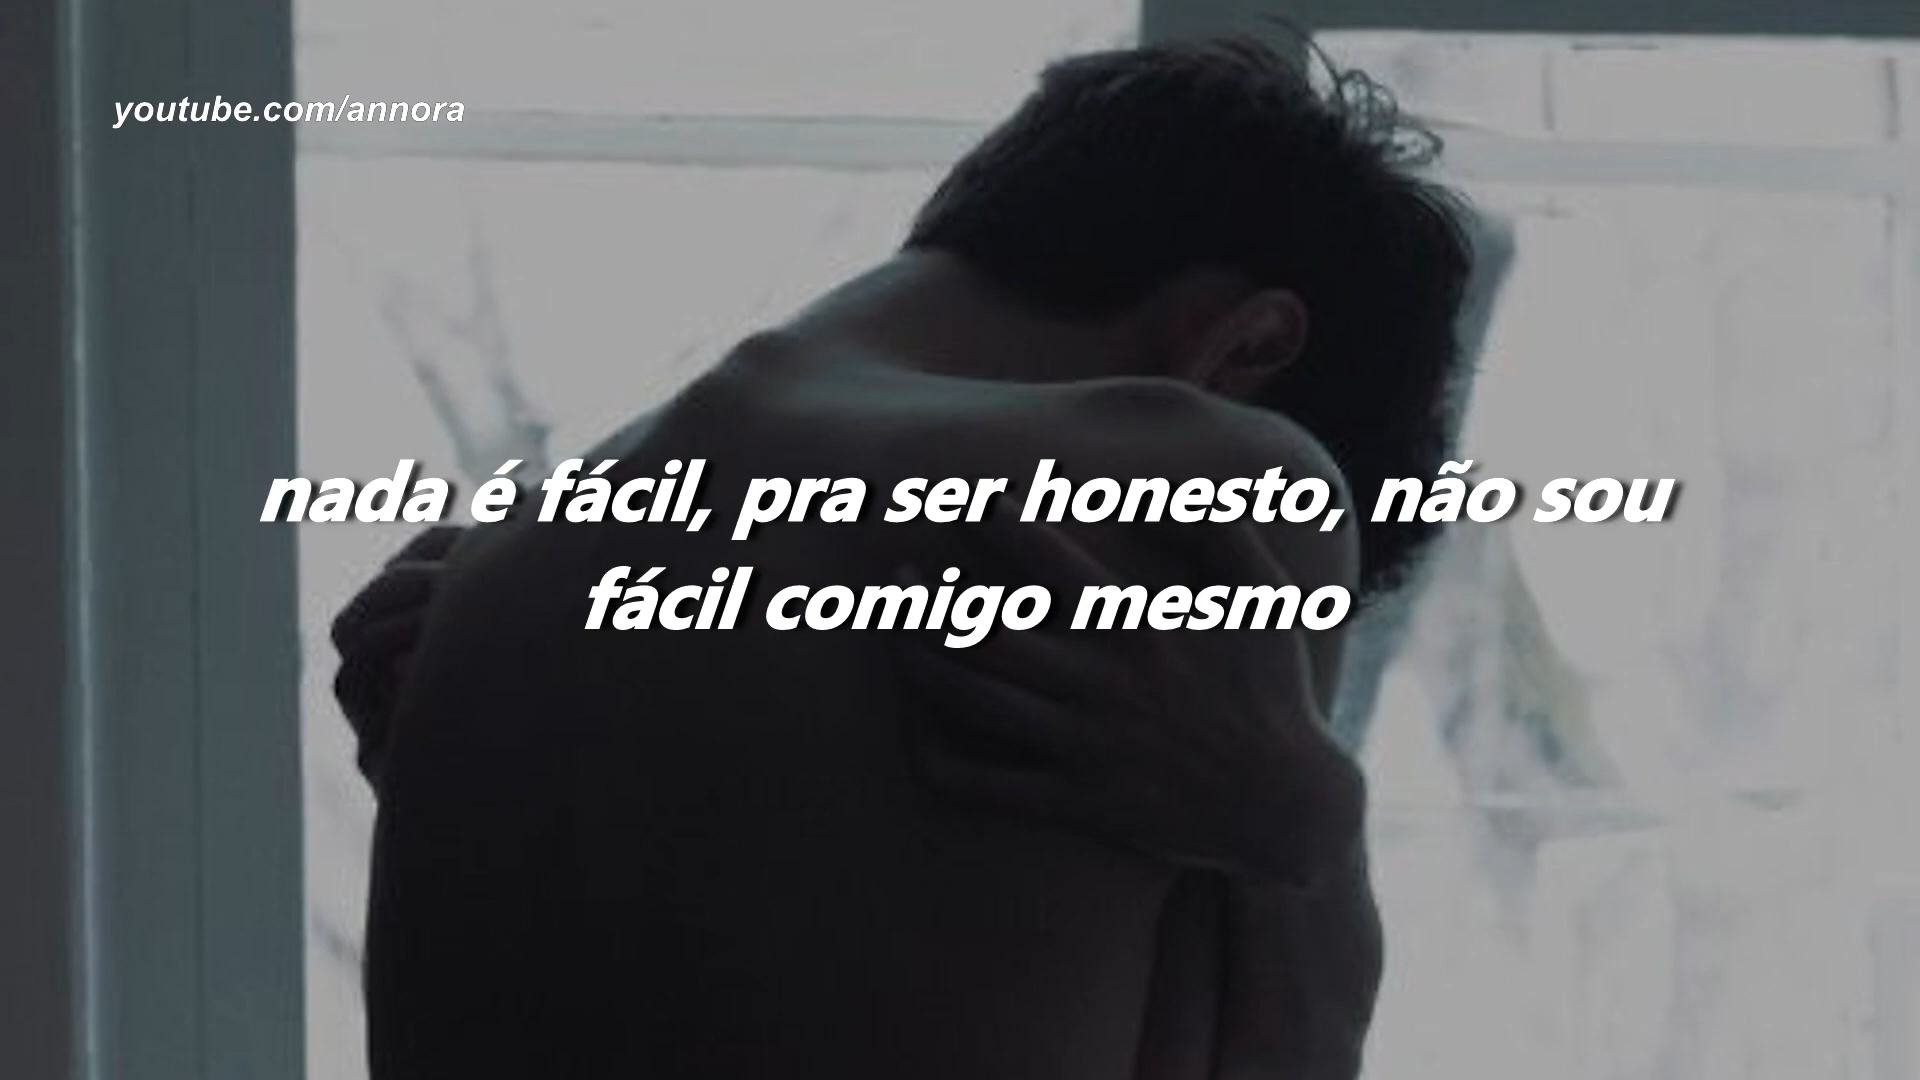 youtube.com/annora
nada é fácil, pra ser honesto, não sou
fácil comigo mesmo